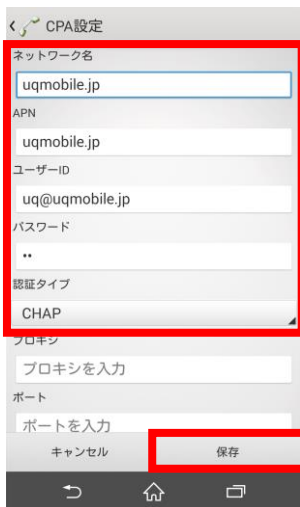 CPA設定
ネットワーク名
uqmobile.jp
APN
uqmobile.jp
ユーザーID
uq@uqmobile.jp
パスワード
••
認証タイプ
CHAP
プロキシ
プロキシを入力
ポート
ポートを入力
キャンセル 保存